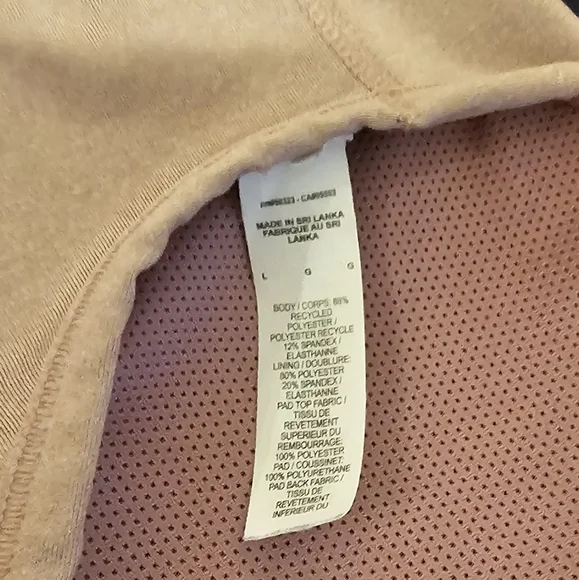 MADE IN SRI LANKA
FABRIQUE AU SRI
LANKA
L G G
BODY / CORPS: 88%
RECYCLED
POLYESTER /
POLYESTER RECYCLE
12% SPANDEX /
ELASTHANNE
LINING / DOUBLURE:
80% POLYESTER
20% SPANDEX /
ELASTHANNE
PAD TOP FABRIC /
TISSU DE
REVETEMENT
SUPERIEUR DU
REMBOURRAGE:
100% POLYESTER
PAD / COUSSINET:
100% POLYURETHANE
PAD BACK FABRIC /
TISSU DE
REVETEMENT
INFERIEUR DU